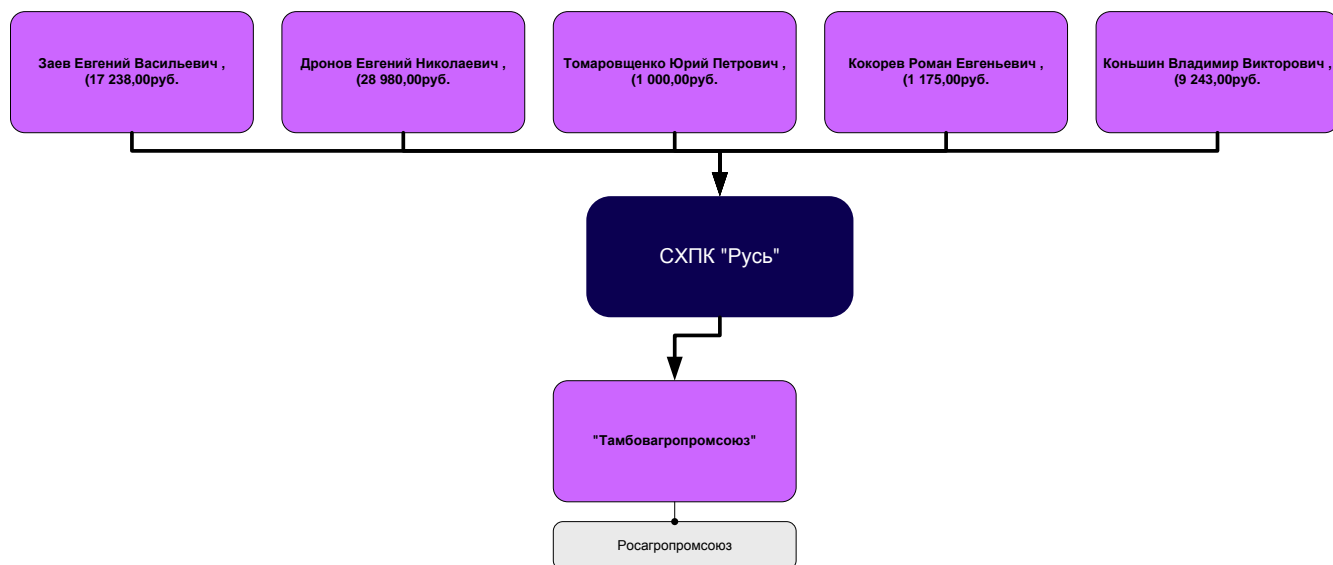 Заев Евгений Васильевич ,
(17 238,00руб.
Дронов Евгений Николаевич ,
(28 980,00руб.
Томаровщенко Юрий Петрович ,
(1 000,00руб.
Кокорев Роман Евгеньевич ,
(1 175,00руб.
Коньшин Владимир Викторович ,
(9 243,00руб.
СХПК "Русь"
"Тамбовагропромсоюз"
Росагропромсоюз